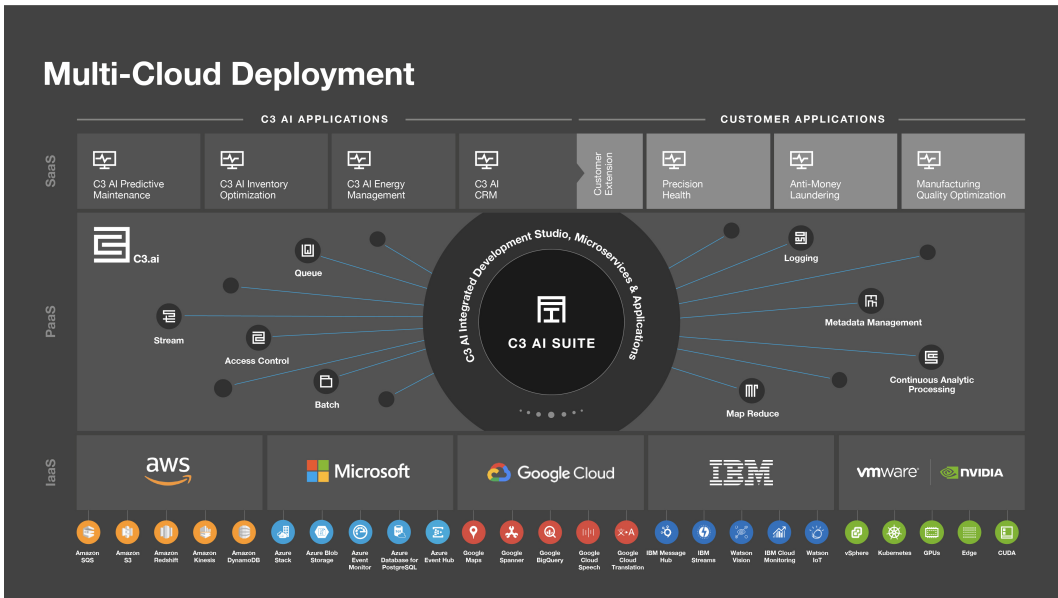 Multi-Cloud Deployment
C3 AI APPLICATIONS
CUSTOMER APPLICATIONS
SaaS
C3 AI Predictive
Maintenance
C3 AI Inventory
Optimization
C3 AI Energy
Management
C3 AI
CRM
Customer
Extension
Precision
Health
Anti-Money
Laundering
Manufacturing
Quality Optimization
PaaS
C3.ai
Queue
Stream
Access Control
Batch
C3 AI Integrated Development Studio, Microservices & Applications
C3 AI SUITE
Logging
Metadata Management
Continuous Analytic
Processing
Map Reduce
IaaS
aws
Microsoft
Google Cloud
IBM
vmware
NVIDIA
Amazon
SQS
Amazon
S3
Amazon
Redshift
Amazon
Kinesis
Amazon
DynamoDB
Azure
Stack
Azure Blob
Storage
Azure
Event
Monitor
Azure
Database for
PostgreSQL
Azure
Event Hub
Google
Maps
Google
Spanner
Google
BigQuery
Google
Cloud
Speech
Google
Cloud
Translation
IBM Message
Hub
IBM
Streams
Watson
Vision
IBM Cloud
Monitoring
Watson
IoT
vSphere
Kubernetes
GPUs
Edge
CUDA